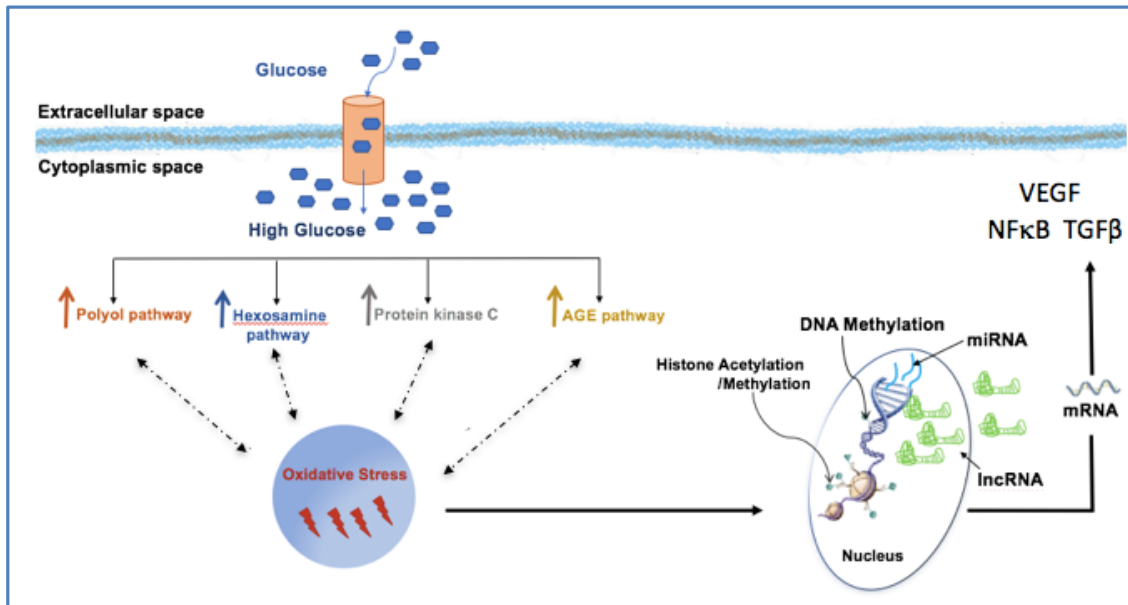 Glucose
Extracellular space
Cytoplasmic space
High Glucose
VEGF
NFκB TGFβ
Polyol pathway
Hexosamine
pathway
Protein kinase C
AGE pathway
DNA Methylation
miRNA
Histone Acetylation
/Methylation
mRNA
Oxidative Stress
lncRNA
Nucleus